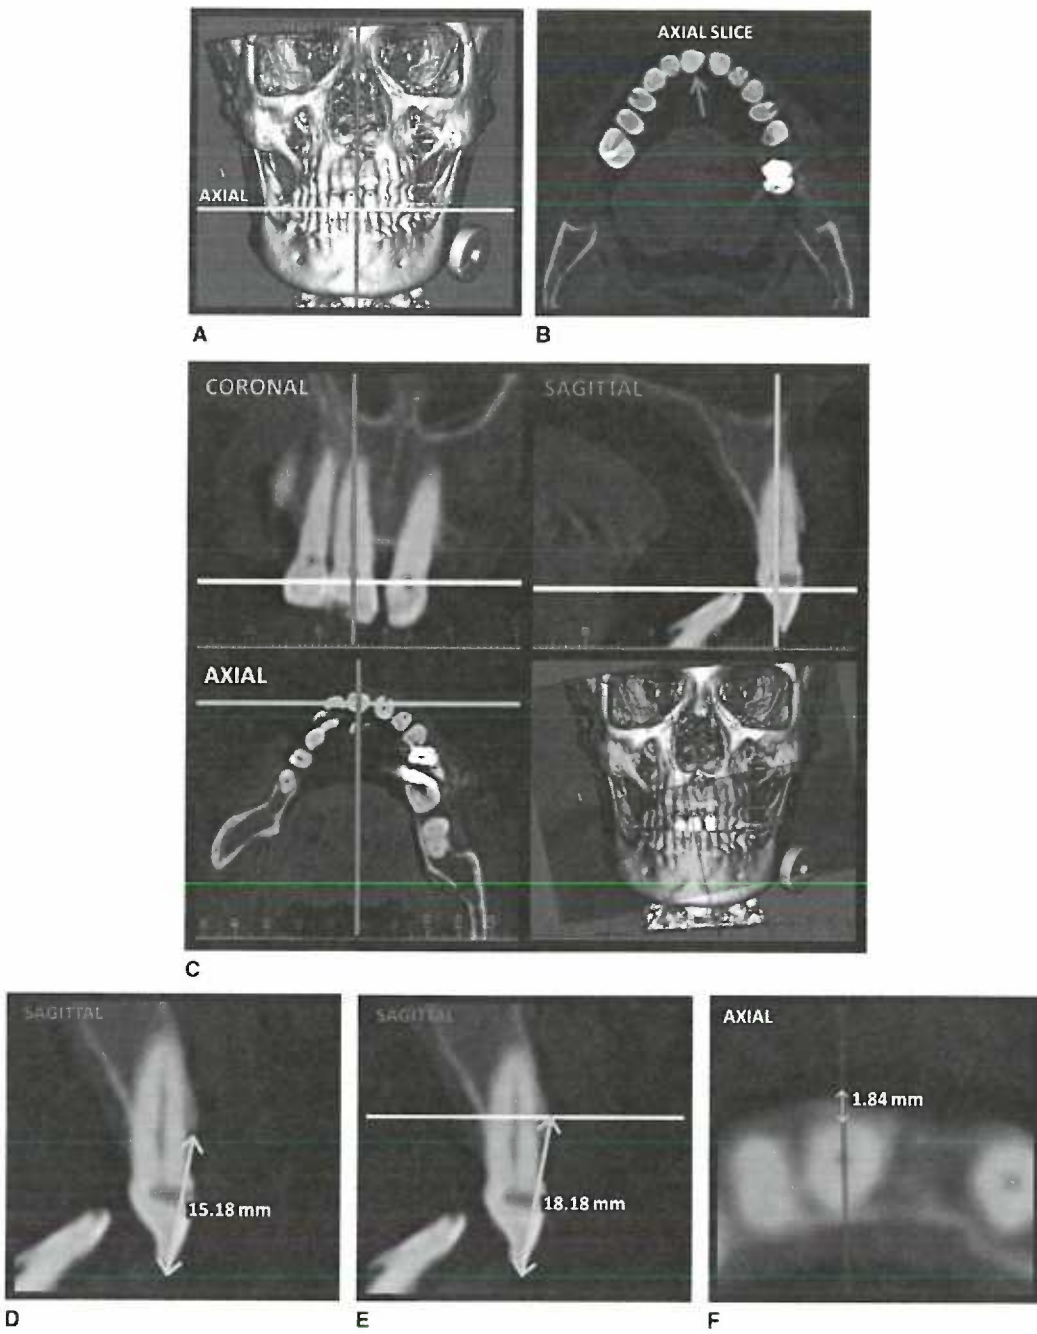 AXIAL
A
AXIAL SLICE
B
CORONAL
SAGITTAL
AXIAL
C
SAGITTAL
15.18 mm
D
SAGITTAL
18.18 mm
E
AXIAL
1.84 mm
F